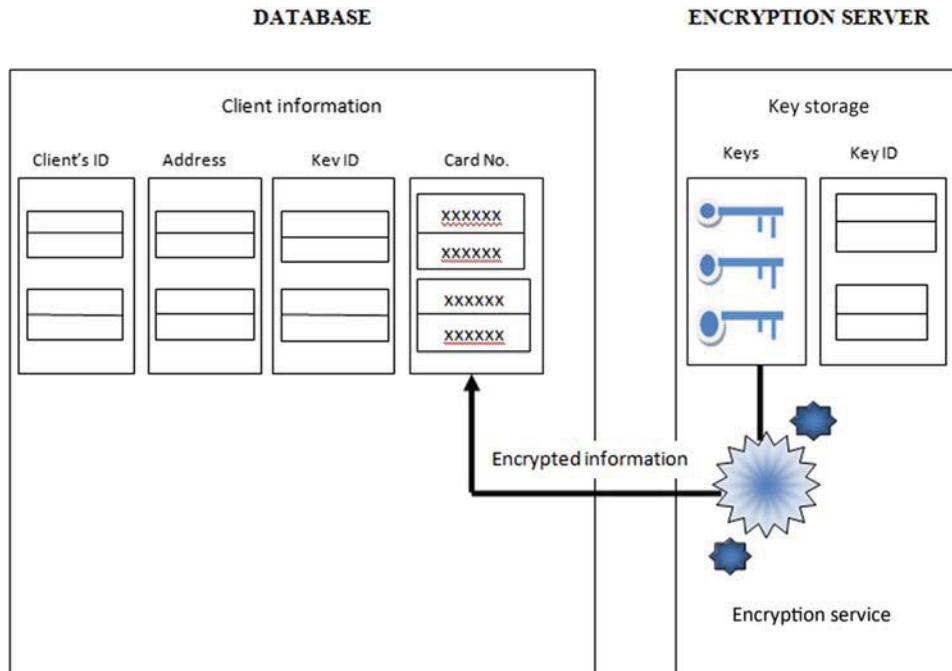 DATABASE
ENCRYPTION SERVER
Client information
Key storage
Client's ID
Address
Kev ID
Card No.
Keys
Key ID
xxxxxx
xxxxxx
xxxxxx
xxxxxx
Encrypted information
Encryption service